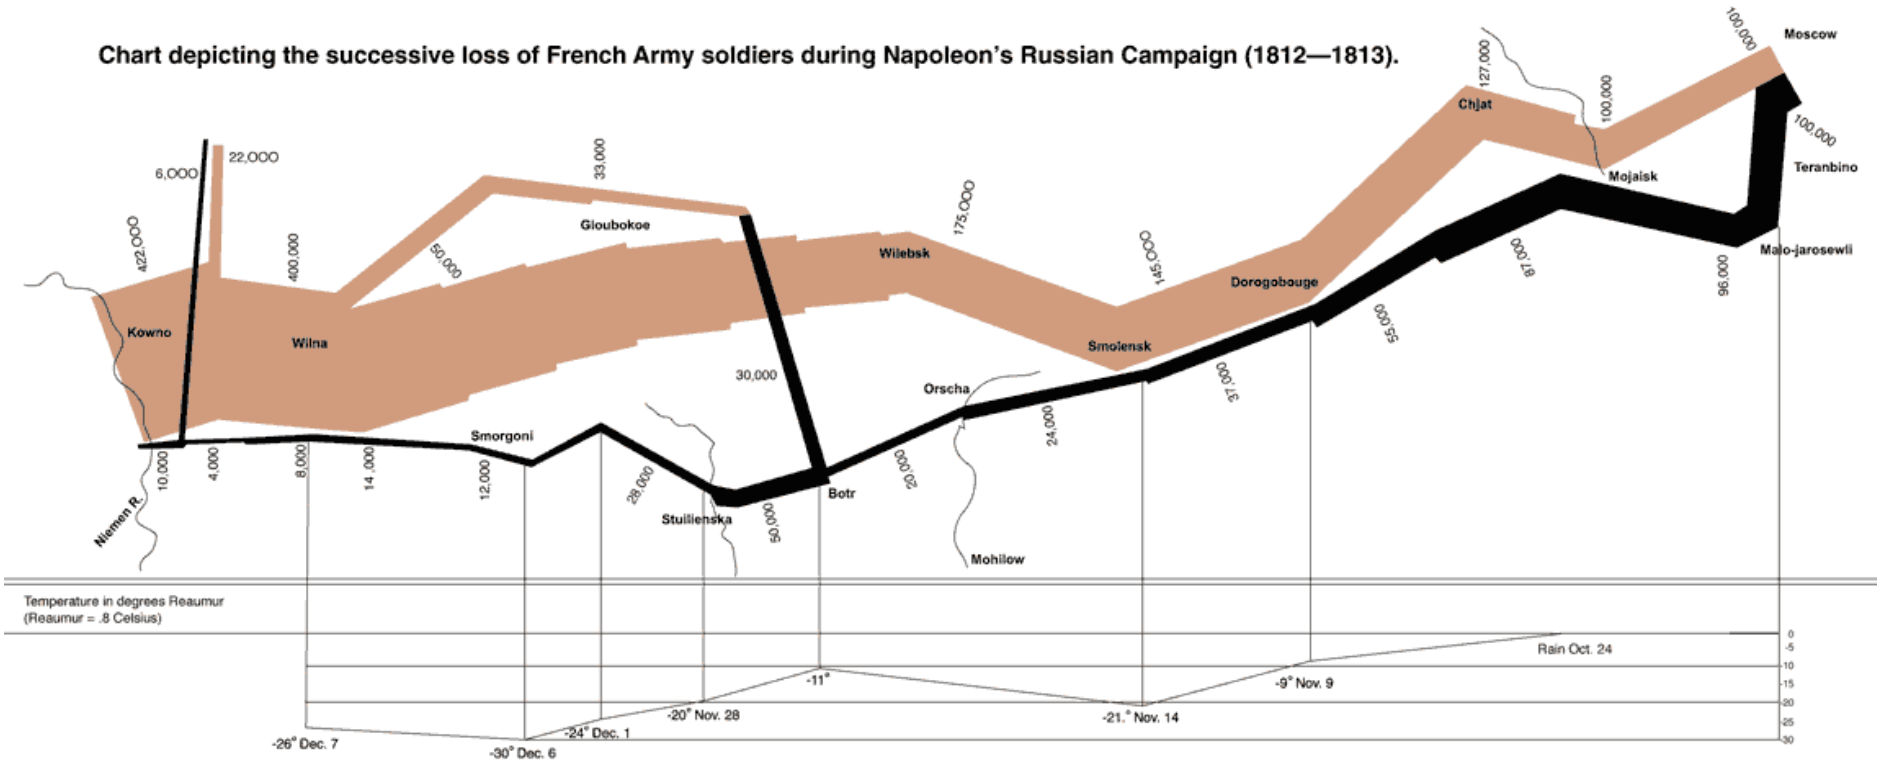 Chart depicting the successive loss of French Army soldiers during Napoleon's Russian Campaign (1812—1813).
100,000
Moscow
127,000
Chjat
100,000
100,000
Teranbino
Mojaisk
6,000
22,000
33,000
Gloubokoe
422,000
400,000
50,000
175,000
Wilebsk
145,000
Dorogobouge
87,000
96,000
Malo-jarosewli
55,000
Kowno
Wilna
Smolensk
30,000
Orscha
37,000
24,000
Smorgoni
10,000
4,000
8,000
14,000
12,000
28,000
20,000
Botr
Stuilienska
50,000
Niemen R.
Mohilow
Temperature in degrees Reaumur
(Reaumur = .8 Celsius)
0
-5
-10
-15
-20
-25
-30
Rain Oct. 24
-9° Nov. 9
-21.° Nov. 14
-11°
-20° Nov. 28
-24° Dec. 1
-30° Dec. 6
-26° Dec. 7